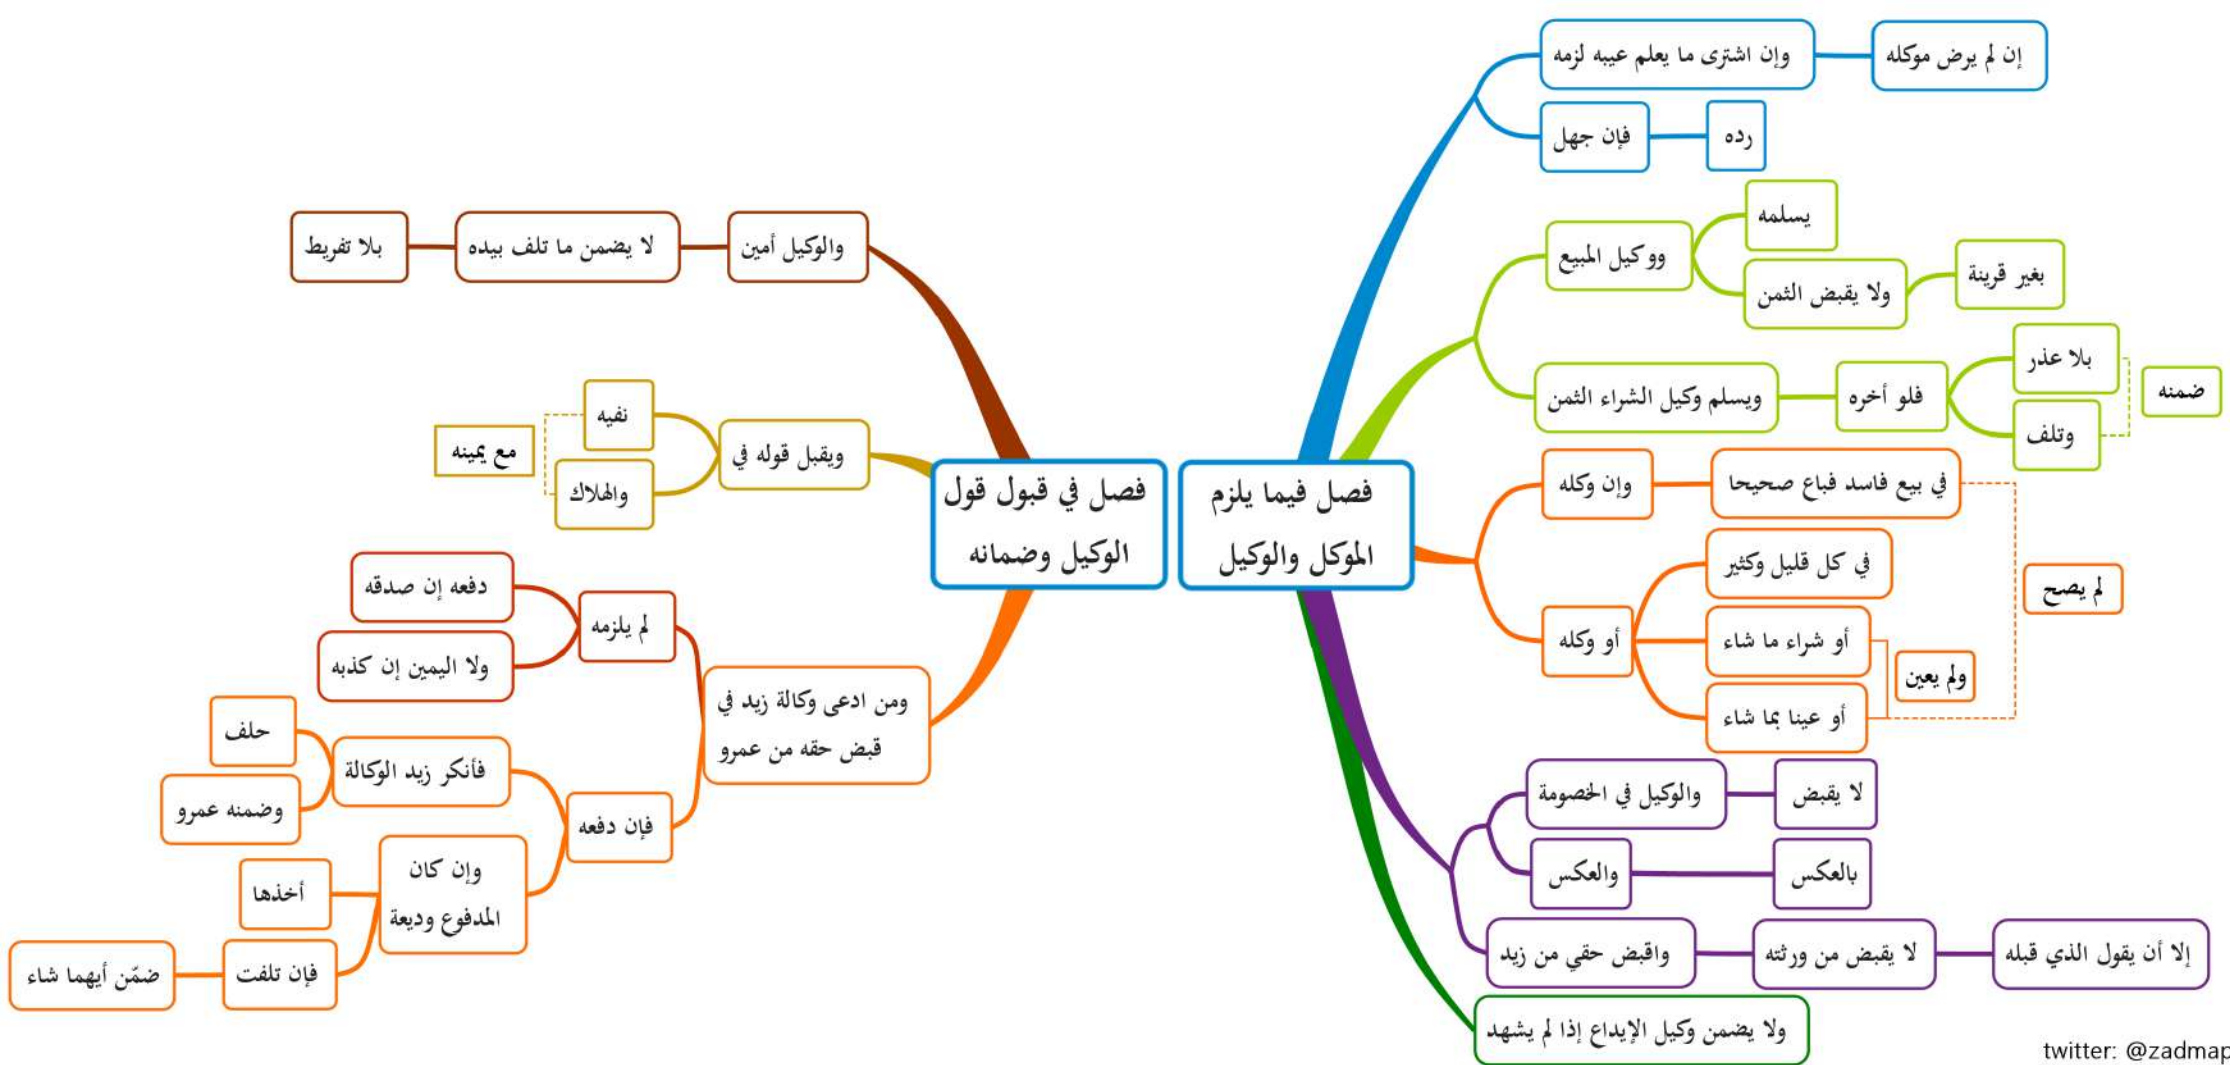 فصل فيما يلزم
الموكل والوكيل
وإن اشترى ما يعلم عيبه لزمه
إن لم يرض موكله
فإن جهل
رده
ووكيل المبيع
يسلمه
ولا يقبض الثمن
بغير قرينة
ويسلم وكيل الشراء الثمن
فلو أخره
بلا عذر
وتلف
ضمنه
وإن وكله
في بيع فاسد فباع صحيحا
أو وكله
في كل قليل وكثير
أو شراء ما شاء
أو عينا بما شاء
ولم يعين
لم يصح
والوكيل في الخصومة
لا يقبض
والعكس
بالعكس
واقبض حقي من زيد
لا يقبض من ورثته
إلا أن يقول الذي قبله
ولا يضمن وكيل الإيداع إذا لم يشهد
فصل في قبول قول
الوكيل وضمانه
والوكيل أمين
لا يضمن ما تلف بيده
بلا تفريط
ويقبل قوله في
نفيه
والهلاك
مع يمينه
ومن ادعى وكالة زيد في
قبض حقه من عمرو
لم يلزمه
دفعه إن صدقه
ولا اليمين إن كذبه
فإن دفعه
فأنكر زيد الوكالة
حلف
وضمنه عمرو
وإن كان
المدفوع وديعة
أخذها
فإن تلفت
ضمّن أيهما شاء
twitter: @zadmap